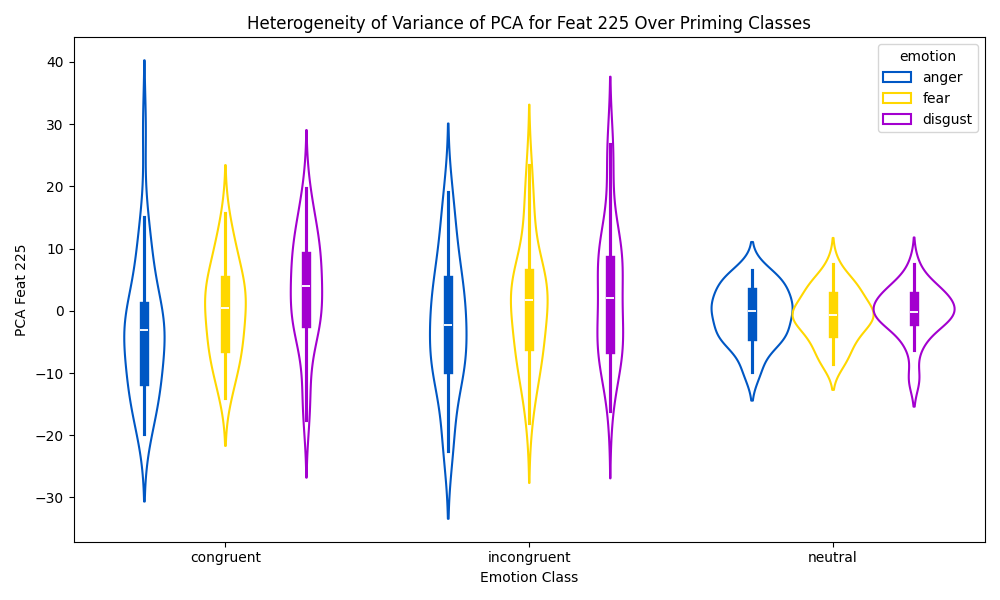 Heterogeneity of Variance of PCA for Feat 225 Over Priming Classes
emotion
anger
fear
disgust
PCA Feat 225
40
30
20
10
0
−10
−20
−30
congruent
incongruent
neutral
Emotion Class